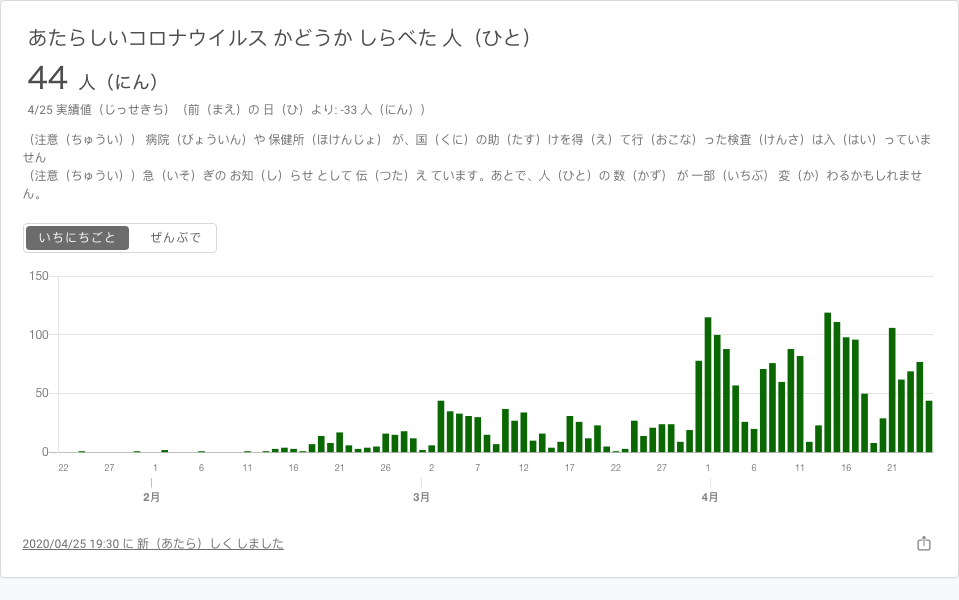 あたらしいコロナウイルス かどうか しらべた 人（ひと）
44 人（にん）
4/25 実績値（じっせきち）（前（まえ）の 日（ひ）より: -33 人（にん））
（注意（ちゅうい）） 病院（びょういん）や 保健所（ほけんじょ） が、国（くに）の助（たす）けを得（え）て行（おこな）った検査（けんさ）は入（はい）っていま
せん
（注意（ちゅうい））急（いそ）ぎの お知（し）らせ として 伝（つた）え ています。あとで、人（ひと）の 数（かず） が 一部（いちぶ） 変（か）わるかもしれませ
ん。
いちにちごと ぜんぶで
150
100
50
0
22 27 1 6 11 16 21 26 2 7 12 17 22 27 1 6 11 16 21
2月 3月 4月
2020/04/25 19:30 に 新（あたら）しく しました